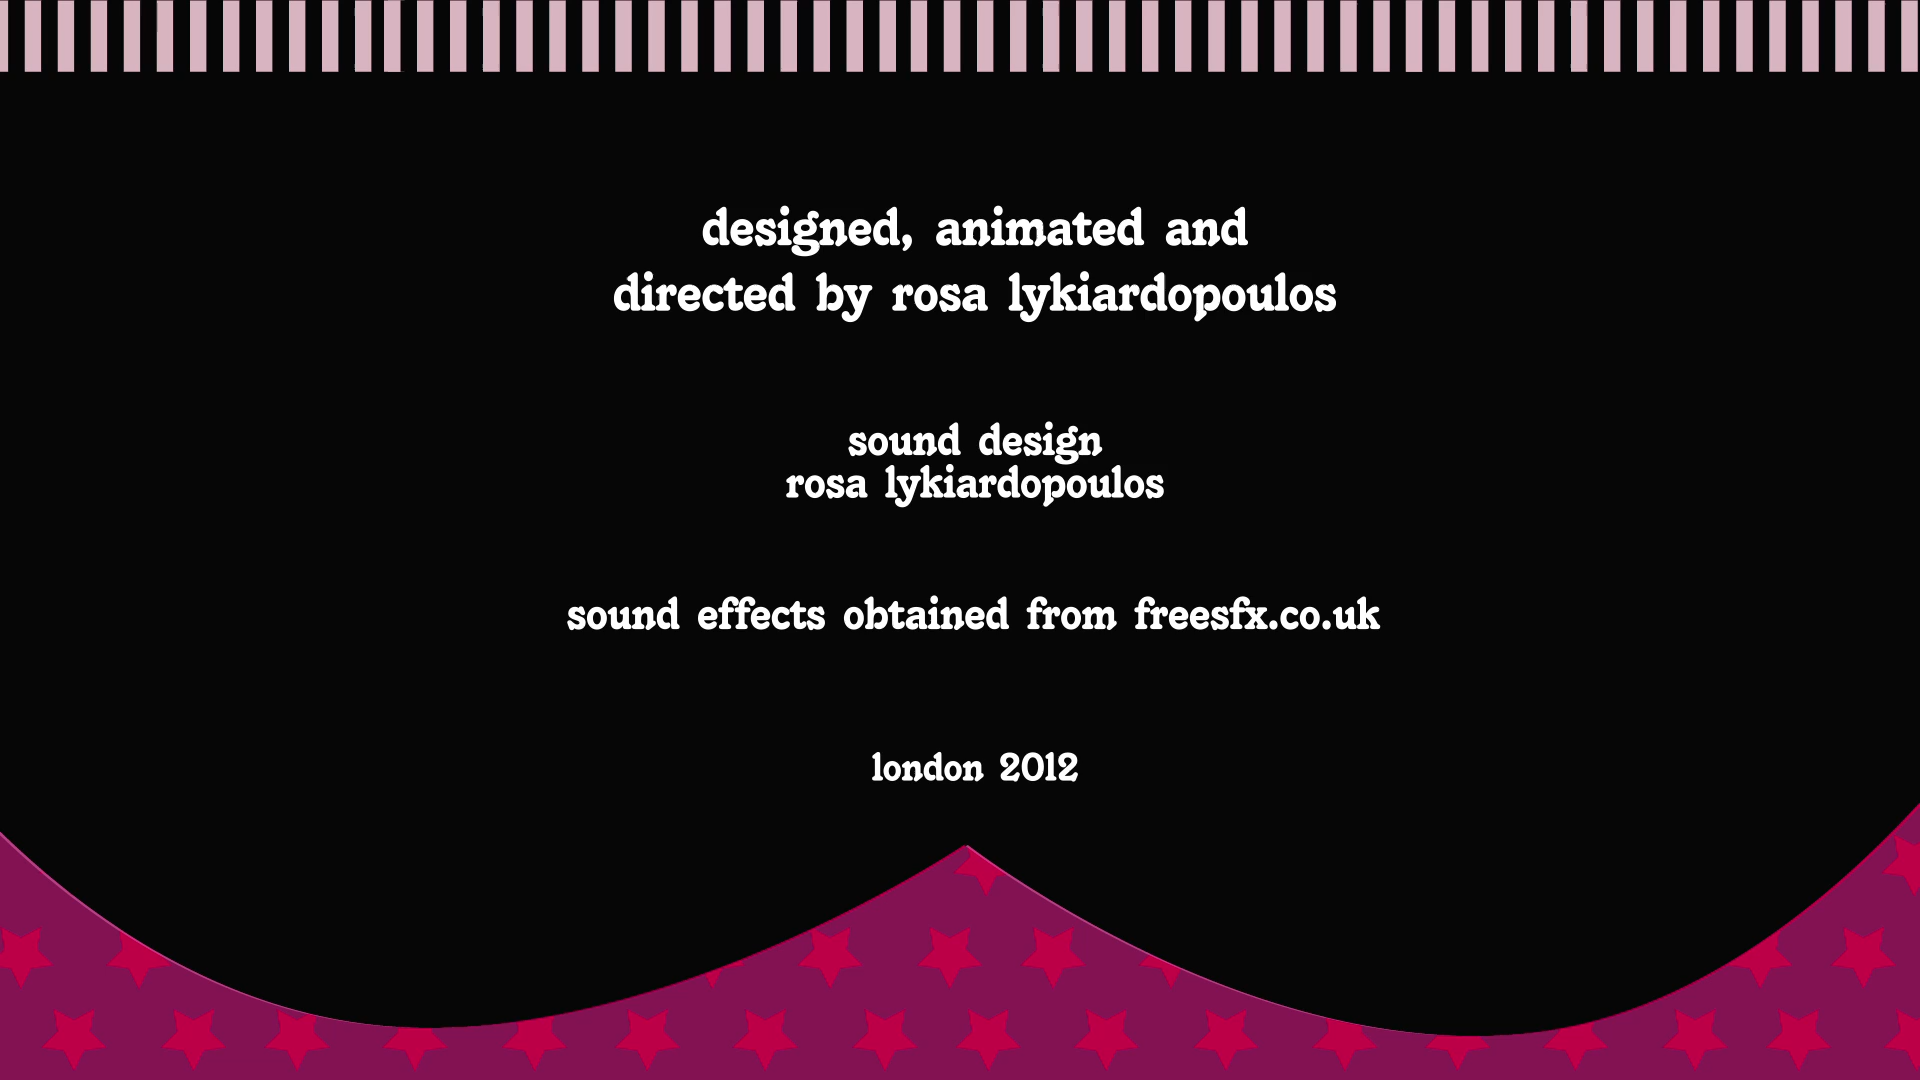 designed, animated and
directed by rosa lykiardopoulos
sound design
rosa lykiardopoulos
sound effects obtained from freesfx.co.uk
london 2012